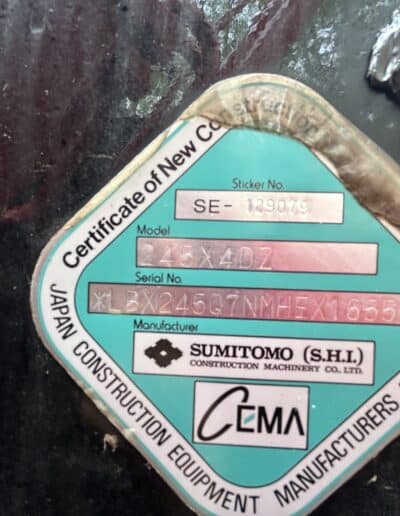 Certificate of New Construction
Sticker No.
SE- 129079
Model
245X4DZ
Serial No.
Manufacturer
SUMITOMO (S.H.I.)
CONSTRUCTION MACHINERY CO., LTD.
CEMA
JAPAN CONSTRUCTION EQUIPMENT MANUFACTURERS